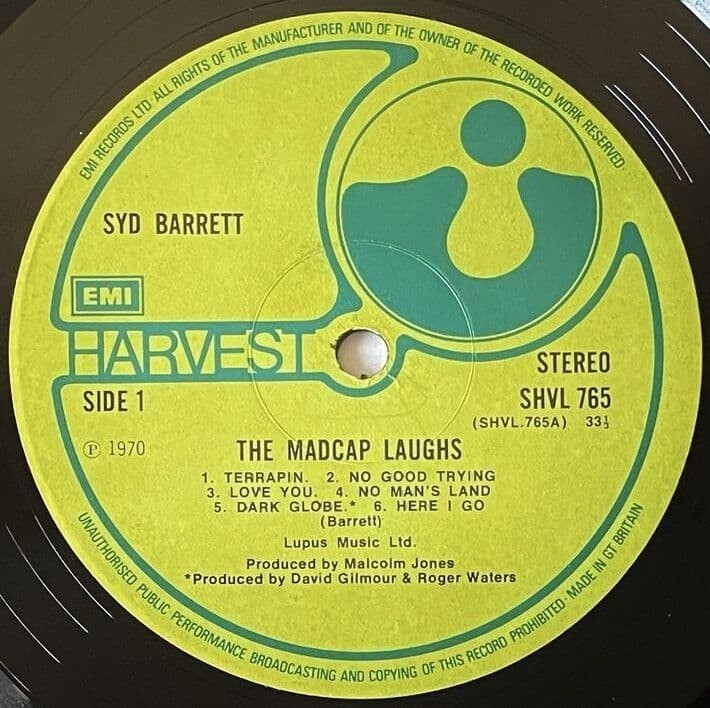 EMI RECORDS LTD·ALL RIGHTS OF THE MANUFACTURER AND OF THE OWNER OF THE RECORDED WORK RESERVED·
SYD BARRETT
EMI
HARVEST
SIDE 1
STEREO
SHVL 765
(SHVL.765A) 33⅓
℗ 1970
THE MADCAP LAUGHS
1. TERRAPIN. 2. NO GOOD TRYING
3. LOVE YOU. 4. NO MAN'S LAND
5. DARK GLOBE.* 6. HERE I GO
(Barrett)
Lupus Music Ltd.
Produced by Malcolm Jones
*Produced by David Gilmour & Roger Waters
UNAUTHORISED PUBLIC PERFORMANCE BROADCASTING AND COPYING OF THIS RECORD PROHIBITED·MADE IN GT BRITAIN